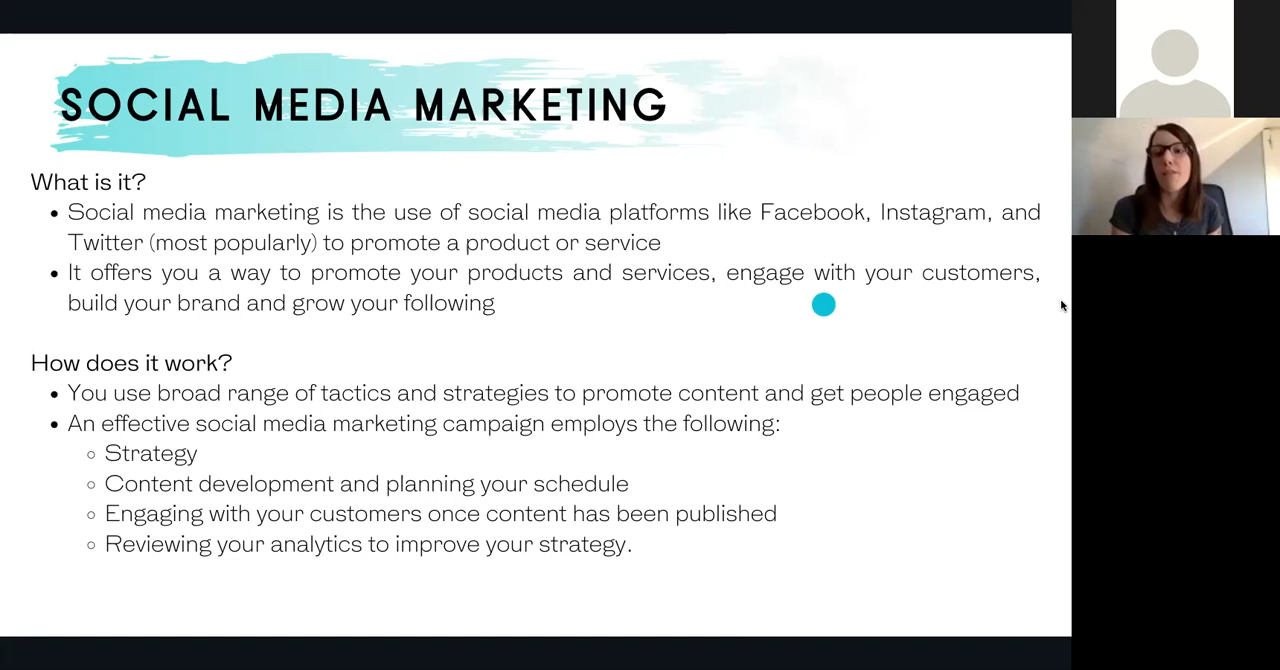 SOCIAL MEDIA MARKETING
What is it?
• Social media marketing is the use of social media platforms like Facebook, Instagram, and
Twitter (most popularly) to promote a product or service
• It offers you a way to promote your products and services, engage with your customers,
build your brand and grow your following
How does it work?
• You use broad range of tactics and strategies to promote content and get people engaged
• An effective social media marketing campaign employs the following:
◦ Strategy
◦ Content development and planning your schedule
◦ Engaging with your customers once content has been published
◦ Reviewing your analytics to improve your strategy.